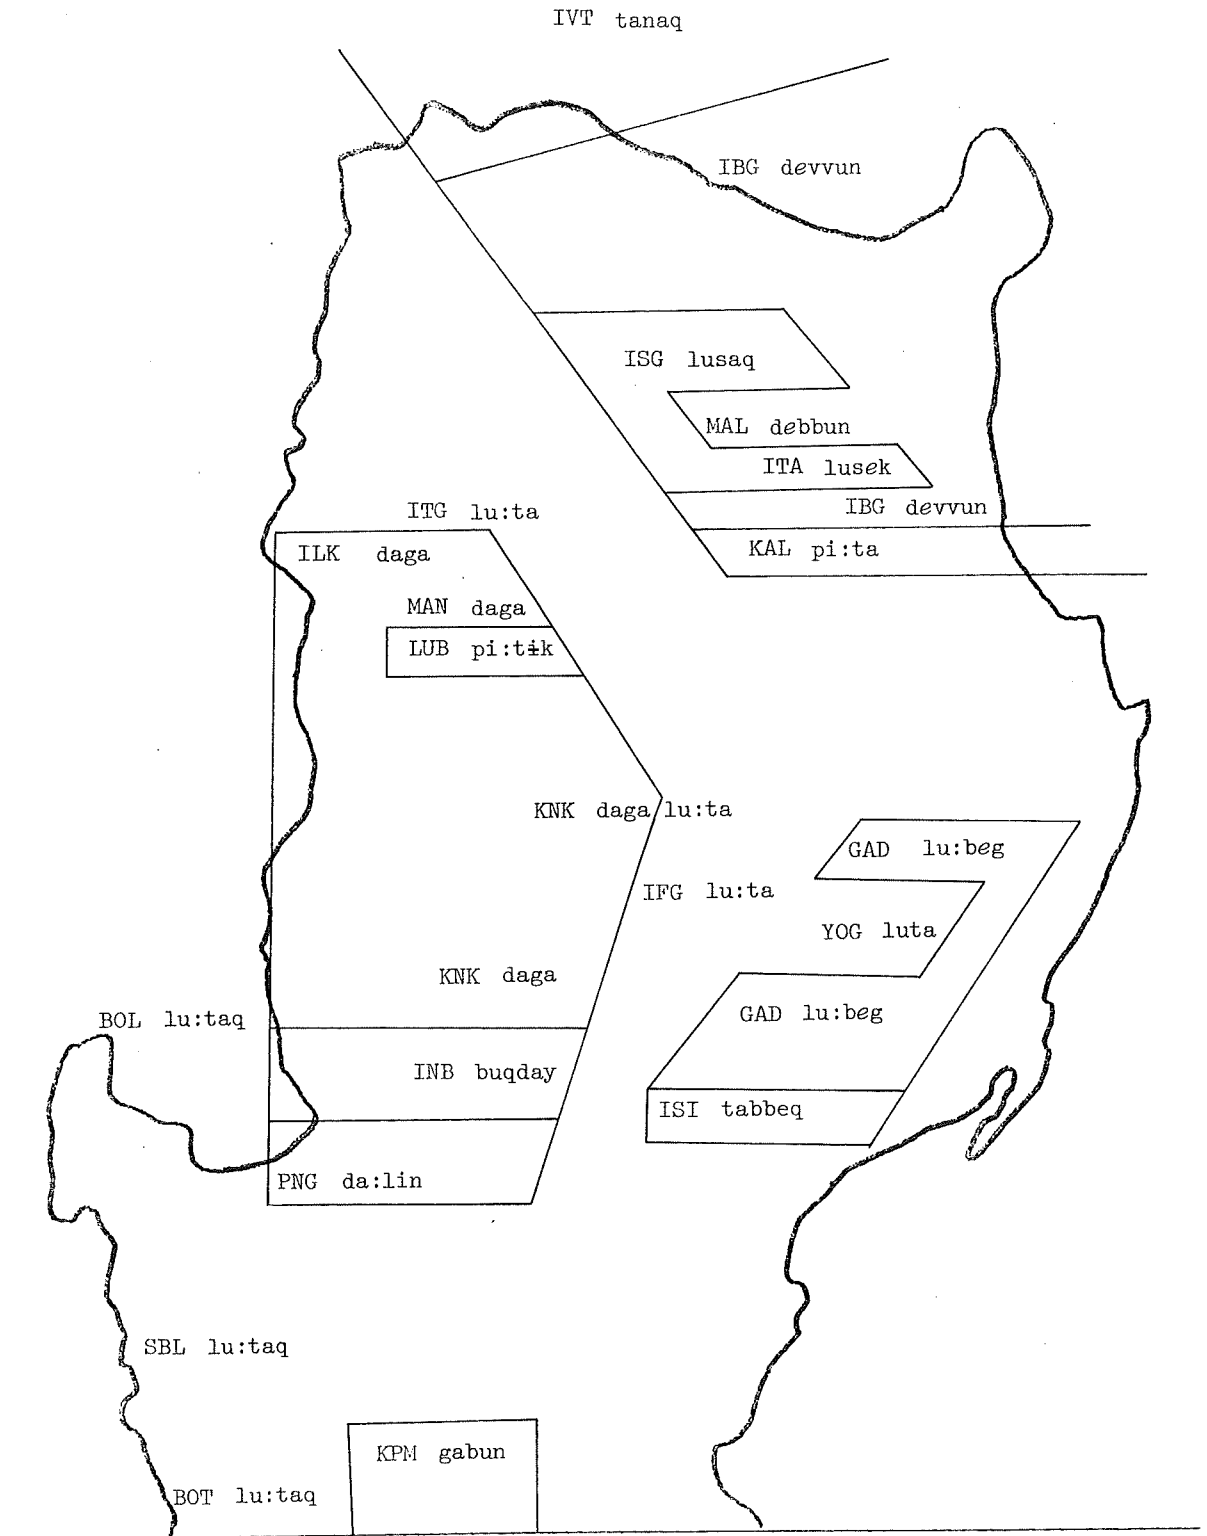 IVT tanaq
IBG devvun
ISG lusaq
MAL debbun
ITA lusek
IBG devvun
ITG lu:ta
KAL pi:ta
ILK daga
MAN daga
LUB pi:tɨk
KNK daga lu:ta
GAD lu:beg
IFG lu:ta
YOG luta
KNK daga
GAD lu:beg
BOL lu:taq
INB buqday
ISI tabbeq
PNG da:lin
SBL lu:taq
KPM gabun
BOT lu:taq